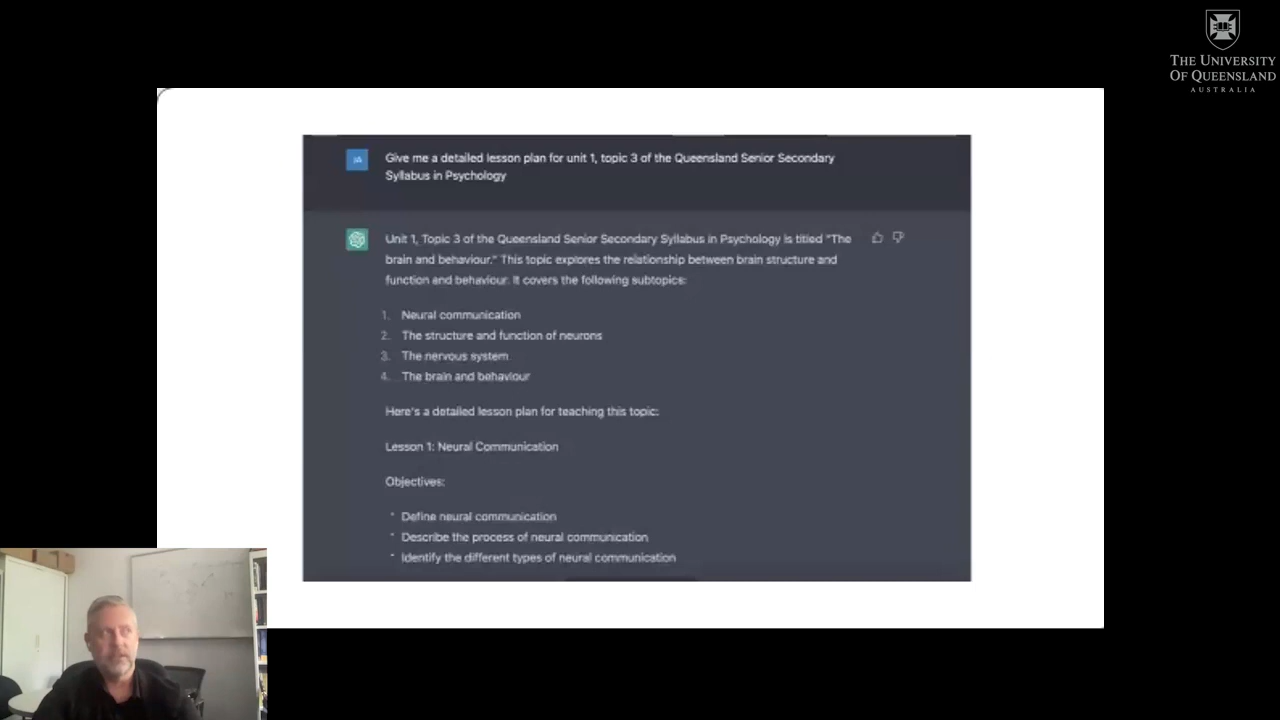 THE UNIVERSITY
OF QUEENSLAND
AUSTRALIA
Give me a detailed lesson plan for unit 1, topic 3 of the Queensland Senior Secondary
Syllabus in Psychology
Unit 1, Topic 3 of the Queensland Senior Secondary Syllabus in Psychology is titled "The
brain and behaviour." This topic explores the relationship between brain structure and
function and behaviour. It covers the following subtopics:
1. Neural communication
2. The structure and function of neurons
3. The nervous system
4. The brain and behaviour
Here's a detailed lesson plan for teaching this topic:
Lesson 1: Neural Communication
Objectives:
• Define neural communication
• Describe the process of neural communication
• Identify the different types of neural communication